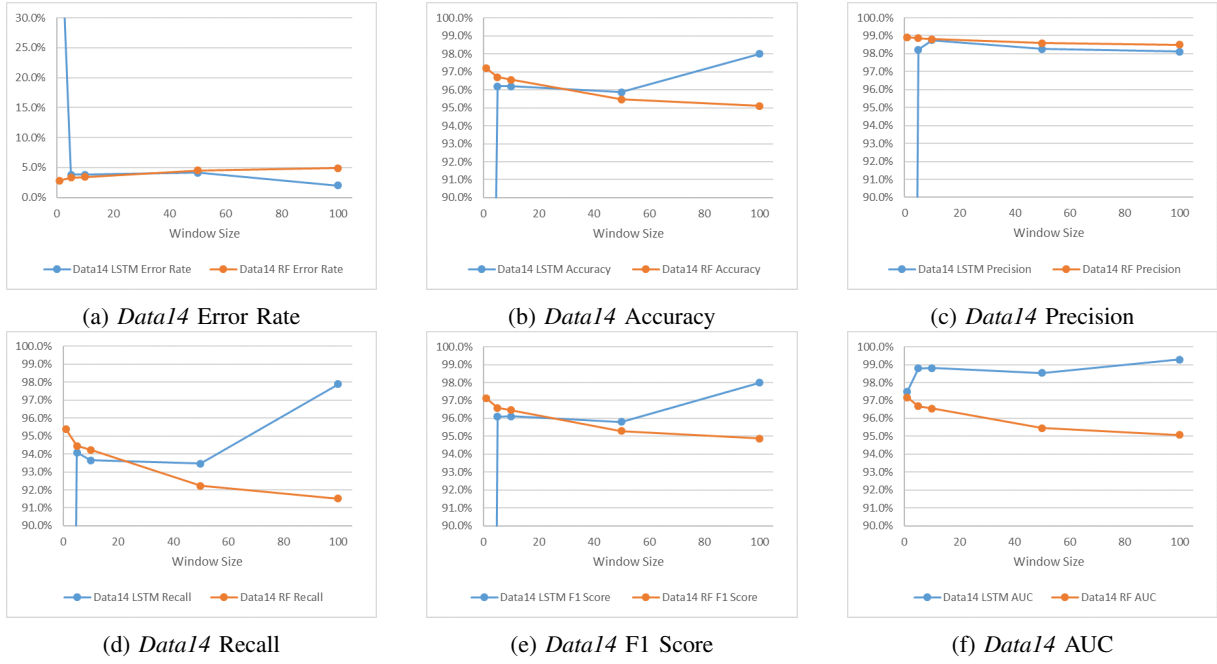 30.0%
25.0%
20.0%
15.0%
10.0%
5.0%
0.0%
0 20 40 60 80 100
Window Size
Data14 LSTM Error Rate Data14 RF Error Rate
(a) Data14 Error Rate
100.0%
99.0%
98.0%
97.0%
96.0%
95.0%
94.0%
93.0%
92.0%
91.0%
90.0%
0 20 40 60 80 100
Window Size
Data14 LSTM Accuracy Data14 RF Accuracy
(b) Data14 Accuracy
100.0%
99.0%
98.0%
97.0%
96.0%
95.0%
94.0%
93.0%
92.0%
91.0%
90.0%
0 20 40 60 80 100
Window Size
Data14 LSTM Precision Data14 RF Precision
(c) Data14 Precision
100.0%
99.0%
98.0%
97.0%
96.0%
95.0%
94.0%
93.0%
92.0%
91.0%
90.0%
0 20 40 60 80 100
Window Size
Data14 LSTM Recall Data14 RF Recall
(d) Data14 Recall
100.0%
99.0%
98.0%
97.0%
96.0%
95.0%
94.0%
93.0%
92.0%
91.0%
90.0%
0 20 40 60 80 100
Window Size
Data14 LSTM F1 Score Data14 RF F1 Score
(e) Data14 F1 Score
100.0%
99.0%
98.0%
97.0%
96.0%
95.0%
94.0%
93.0%
92.0%
91.0%
90.0%
0 20 40 60 80 100
Window Size
Data14 LSTM AUC Data14 RF AUC
(f) Data14 AUC